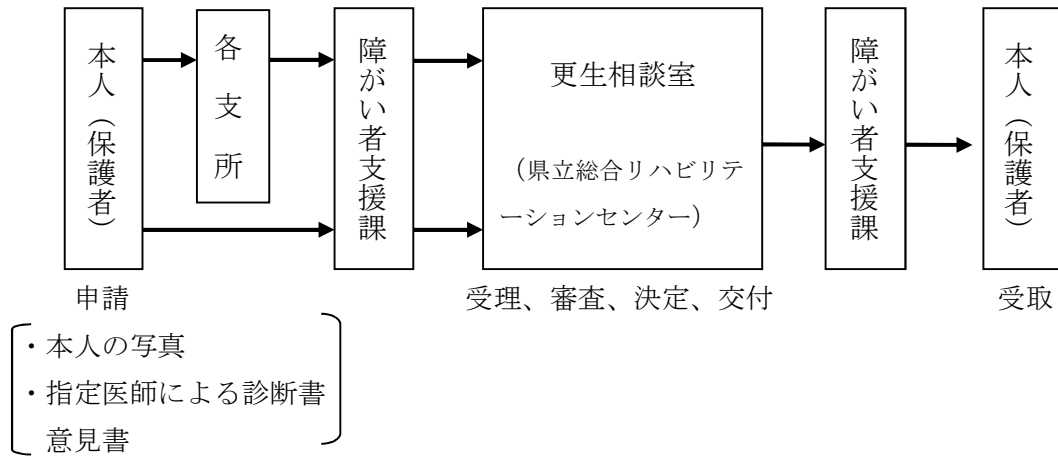 本人（保護者）
各支所
障がい者支援課
更生相談室
（県立総合リハビリテ
ーションセンター）
障がい者支援課
本人（保護者）
申請
受理、審査、決定、交付
受取
・本人の写真
・指定医師による診断書
意見書